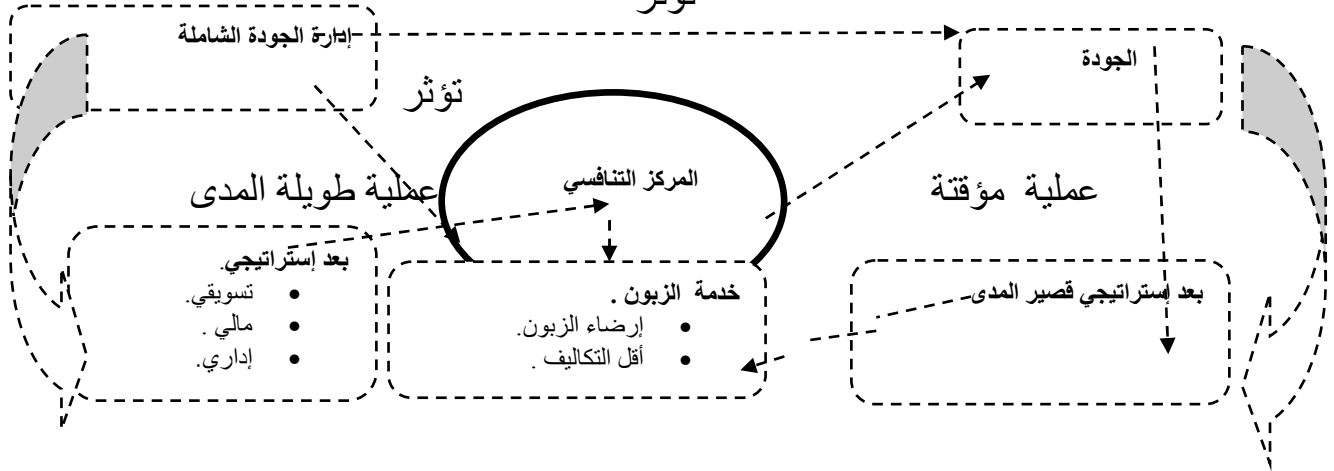 تؤثر
إدارة الجودة الشاملة
الجودة
تؤثر
المركز التنافسي
عملية طويلة المدى
عملية مؤقتة
بعد إستراتيجي قصير المدى
خدمة الزبون .
• إرضاء الزبون.
• أقل التكاليف .
بعد إستراتيجي.
• تسويقي.
• مالي .
• إداري.